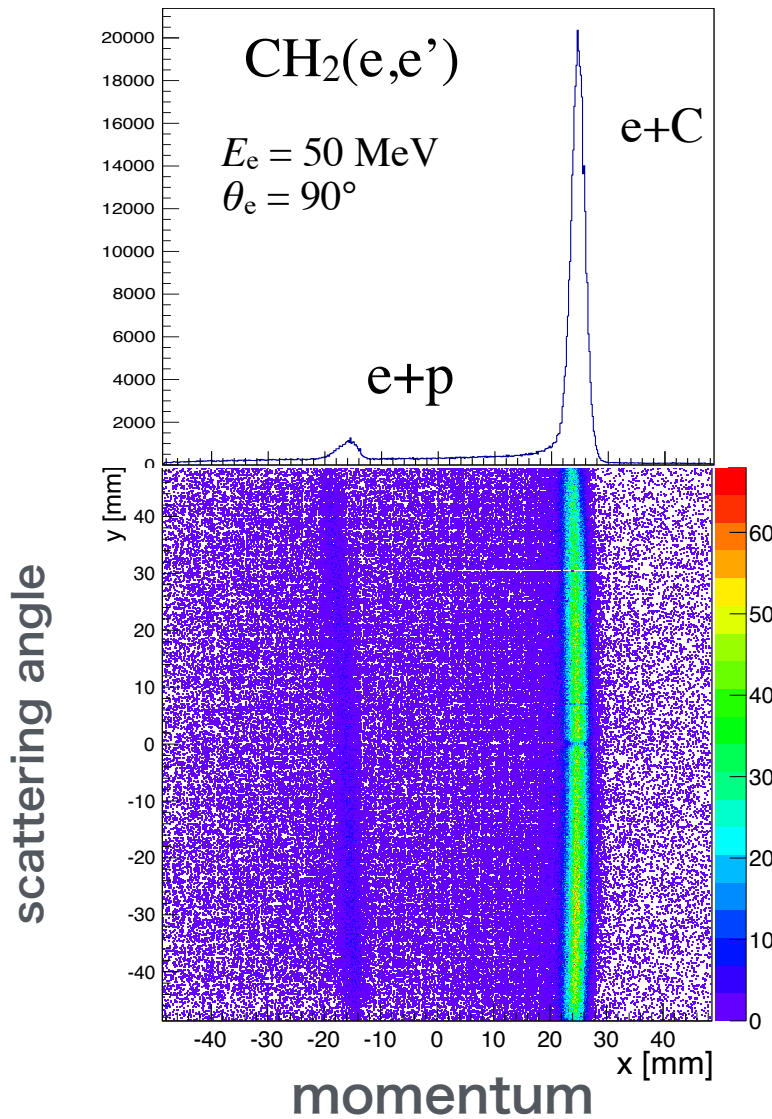 20000
18000
16000
14000
12000
10000
8000
6000
4000
2000
0
CH₂(e,e’)
E_e = 50 MeV
θ_e = 90°
e+C
e+p
y [mm]
40
30
20
10
0
-10
-20
-30
-40
scattering angle
60
50
40
30
20
10
0
-40 -30 -20 -10 0 10 20 30 40
x [mm]
momentum